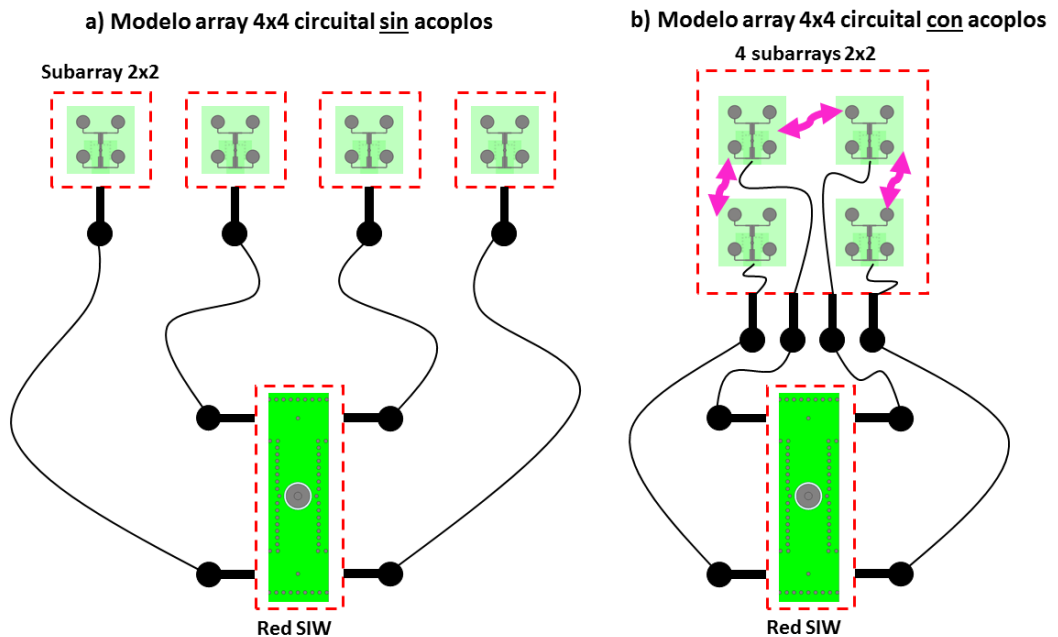 a) Modelo array 4x4 circuital sin acoplos
b) Modelo array 4x4 circuital con acoplos
Subarray 2x2
4 subarrays 2x2
Red SIW
Red SIW